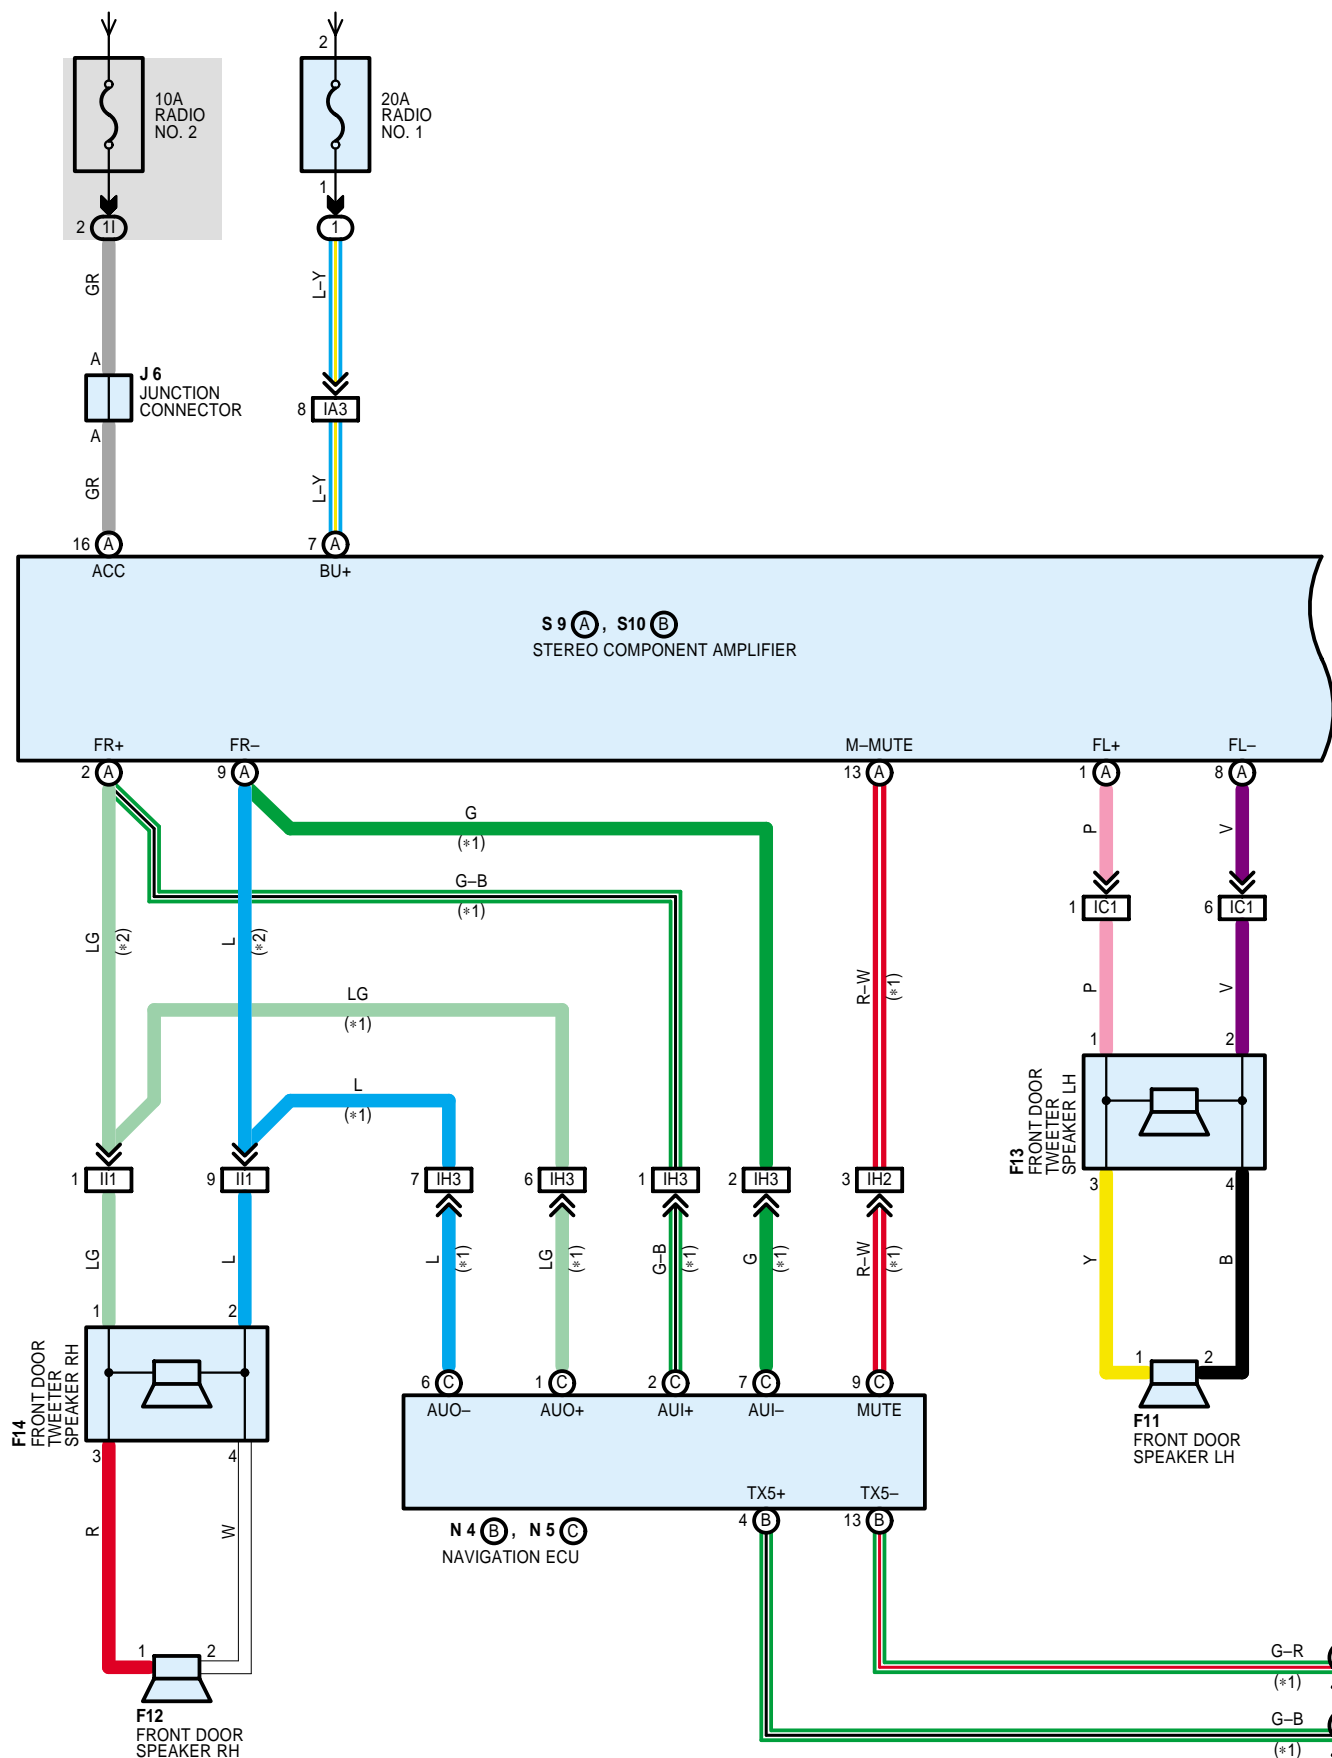 2
10A
RADIO
NO. 2
20A
RADIO
NO. 1
1
2 1I
1
GR
L–Y
A
J 6
JUNCTION
CONNECTOR
8 IA3
A
GR
L–Y
16 A
7 A
ACC
BU+
S 9 A , S10 B
STEREO COMPONENT AMPLIFIER
FR+
FR–
M–MUTE
FL+
FL–
2 A
9 A
13 A
1 A
8 A
G
(*1)
P
V
G–B
(*1)
1 IC1
6 IC1
LG
(*2)
L
(*2)
R–W
(*1)
P
V
LG
(*1)
1
2
L
(*1)
F13
FRONT DOOR
TWEETER
SPEAKER LH
1 II1
9 II1
7 IH3
6 IH3
1 IH3
2 IH3
3 IH2
3
4
LG
L
L
(*1)
LG
(*1)
G–B
(*1)
G
(*1)
R–W
(*1)
Y
B
1
2
F14
FRONT DOOR
TWEETER
SPEAKER RH
1
2
6 C
1 C
2 C
7 C
9 C
AUO–
AUO+
AUI+
AUI–
MUTE
F11
FRONT DOOR
SPEAKER LH
3
4
TX5+
TX5–
4 B
13 B
R
W
N 4 B , N 5 C
NAVIGATION ECU
1
2
G–R
(*1)
F12
FRONT DOOR
SPEAKER RH
G–B
(*1)